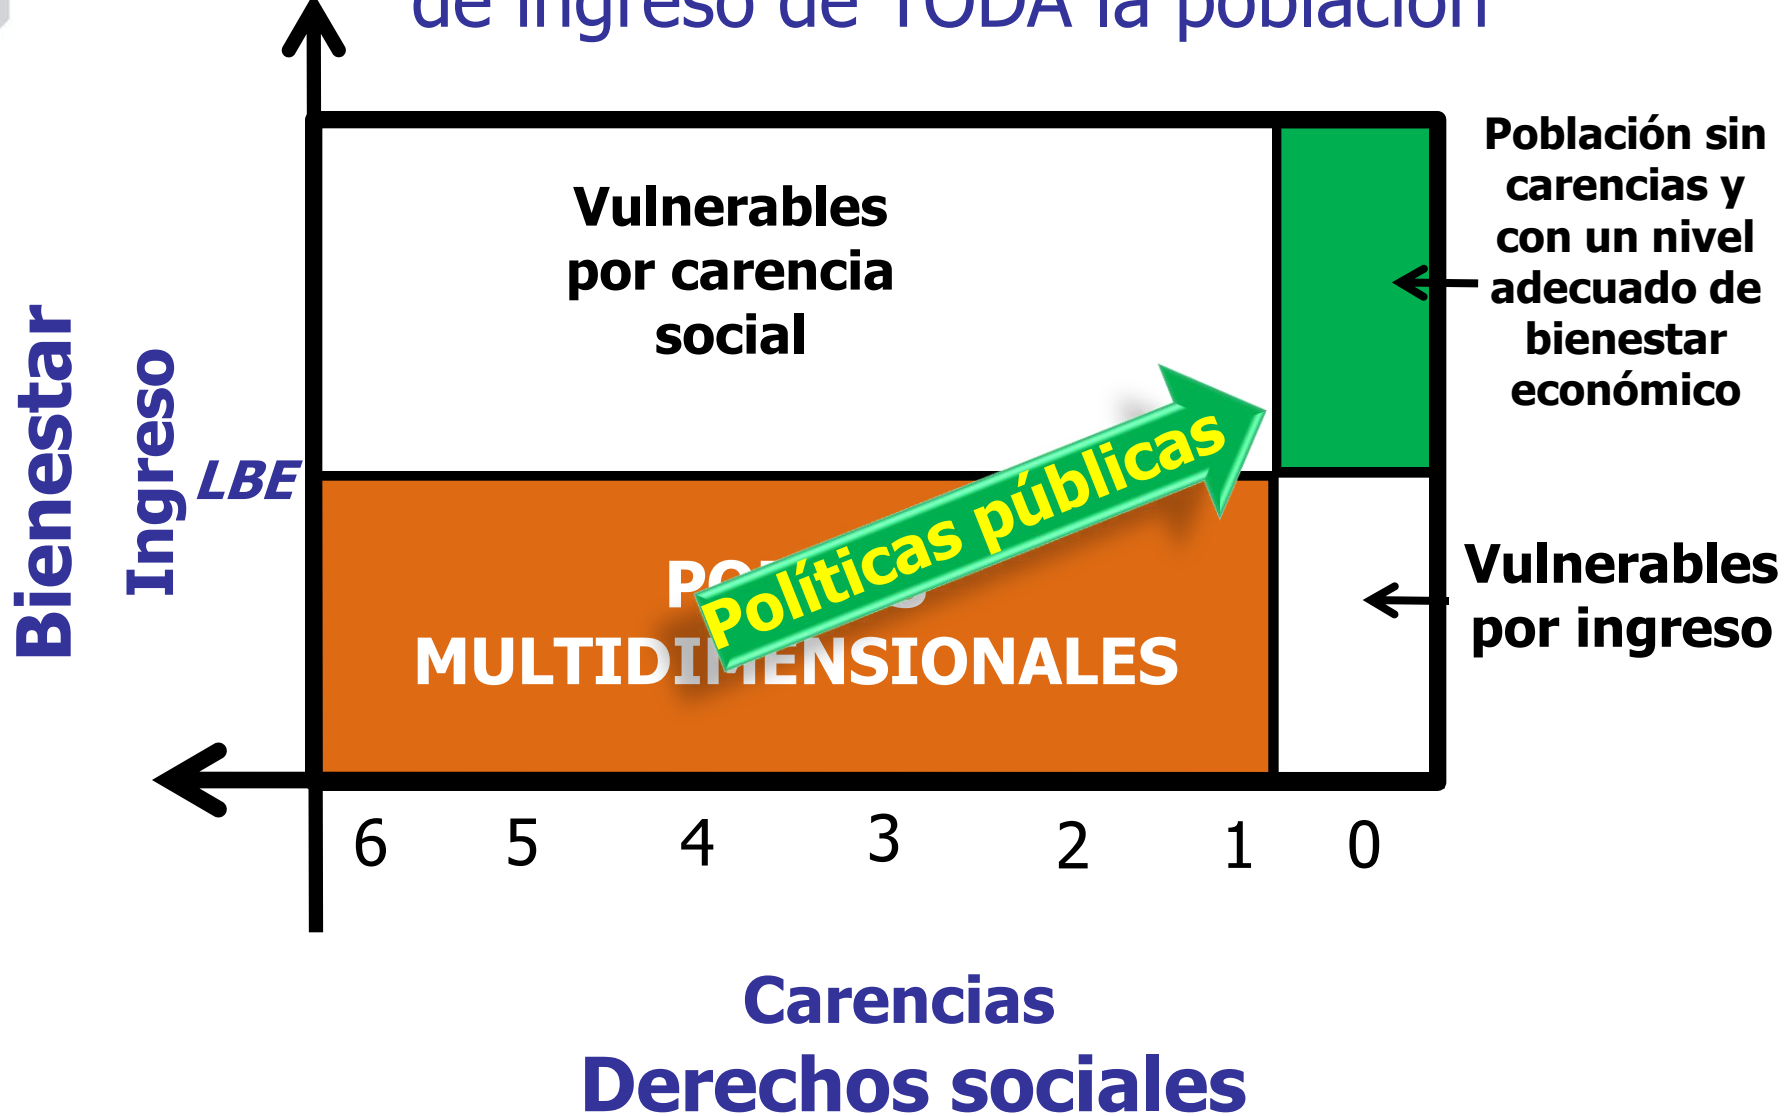 de ingreso de TODA la población
Vulnerables
por carencia
social
Población sin
carencias y
con un nivel
adecuado de
bienestar
económico
Bienestar
Ingreso
LBE
Políticas públicas
MULTIDIMENSIONALES
Vulnerables
por ingreso
6 5 4 3 2 1 0
Carencias
Derechos sociales